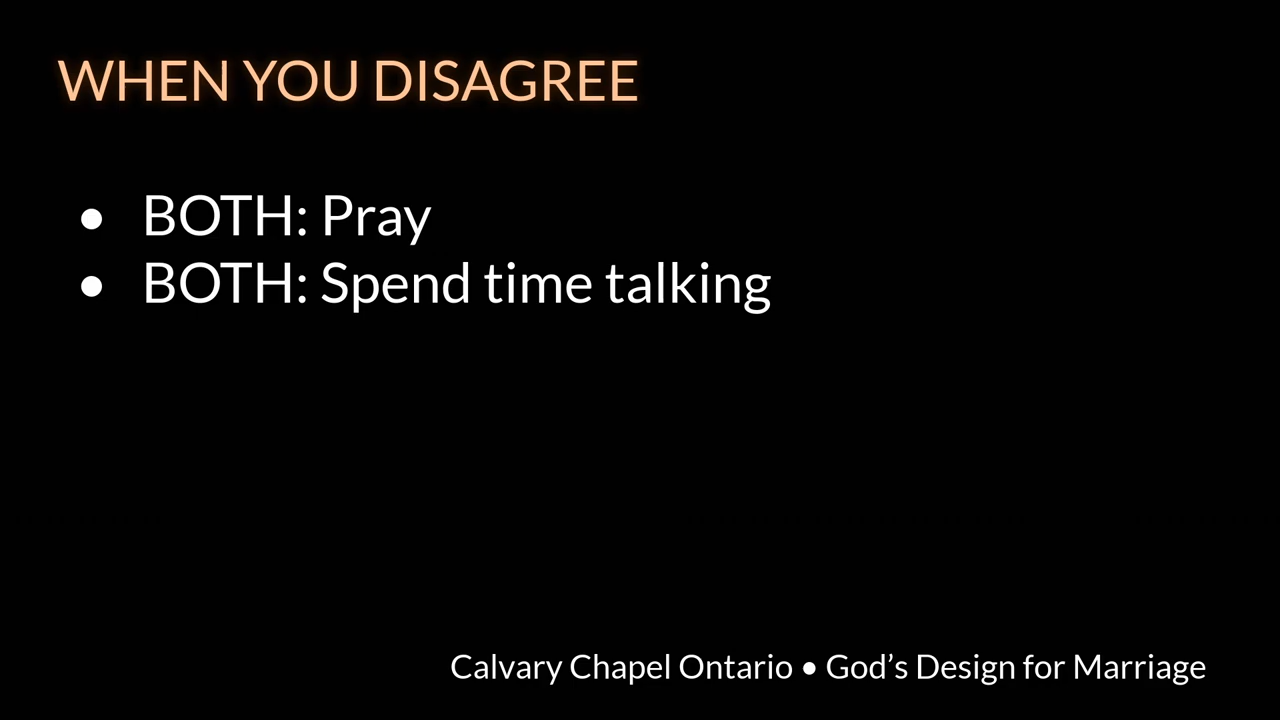 WHEN YOU DISAGREE
● BOTH: Pray
● BOTH: Spend time talking
Calvary Chapel Ontario ● God’s Design for Marriage